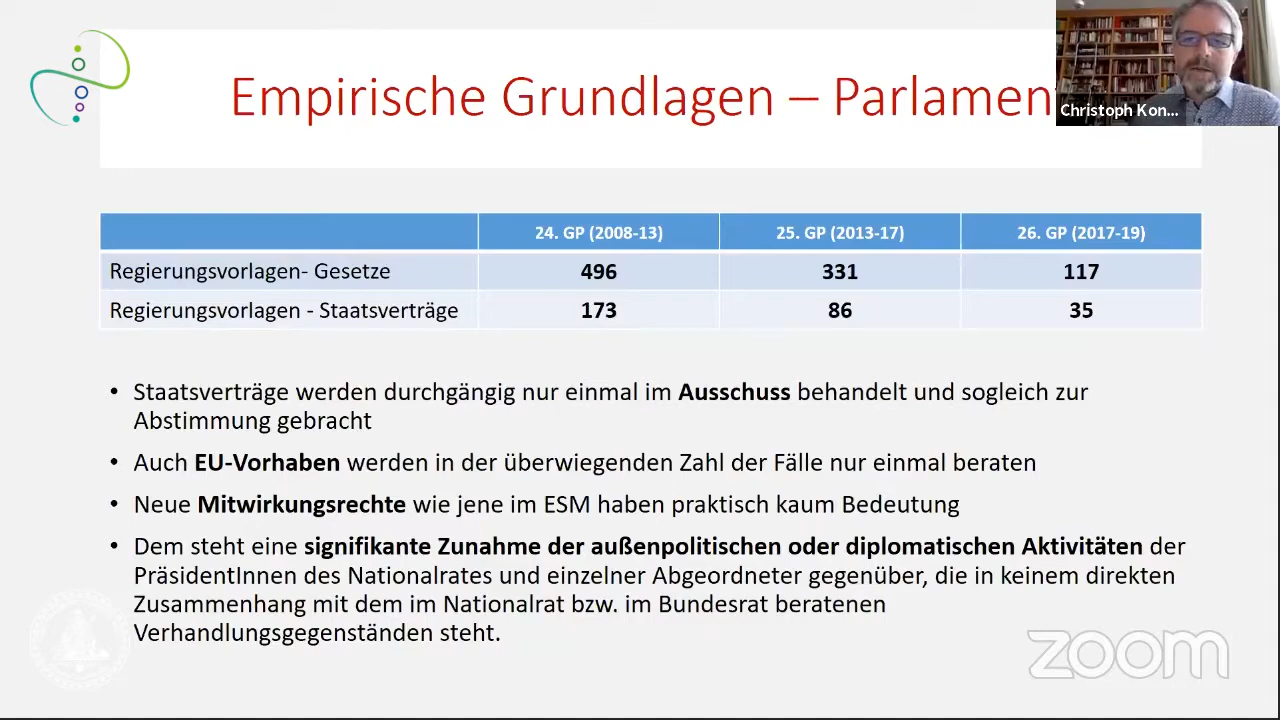 Empirische Grundlagen – Parlamen
Christoph Kon...
24. GP (2008-13) 25. GP (2013-17) 26. GP (2017-19)
Regierungsvorlagen- Gesetze 496 331 117
Regierungsvorlagen - Staatsverträge 173 86 35
• Staatsverträge werden durchgängig nur einmal im Ausschuss behandelt und sogleich zur
Abstimmung gebracht
• Auch EU-Vorhaben werden in der überwiegenden Zahl der Fälle nur einmal beraten
• Neue Mitwirkungsrechte wie jene im ESM haben praktisch kaum Bedeutung
• Dem steht eine signifikante Zunahme der außenpolitischen oder diplomatischen Aktivitäten der
PräsidentInnen des Nationalrates und einzelner Abgeordneter gegenüber, die in keinem direkten
Zusammenhang mit dem im Nationalrat bzw. im Bundesrat beratenen
Verhandlungsgegenständen steht.
zoom